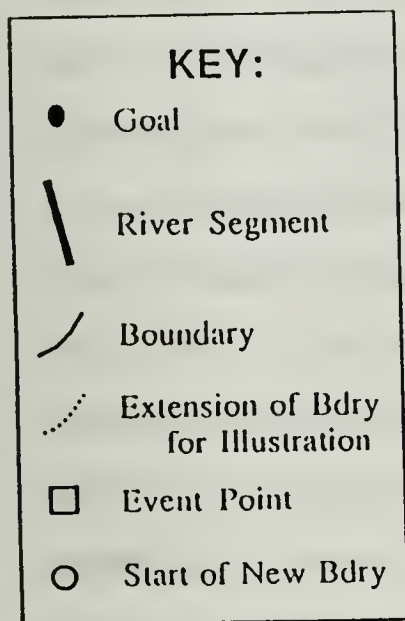 KEY:
Goal
River Segment
Boundary
Extension of Bdry
for Illustration
Event Point
Start of New Bdry